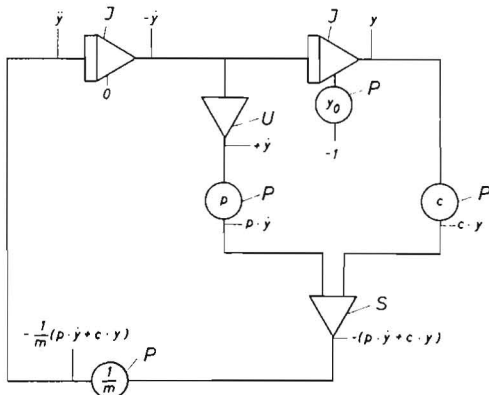 ÿ
J
-ẏ
J
y
0
U
y₀
P
-1
+ẏ
p
P
p · ẏ
c
P
c · y
S
-(p · ẏ + c · y)
-1/m (p · ẏ + c · y)
P
1/m